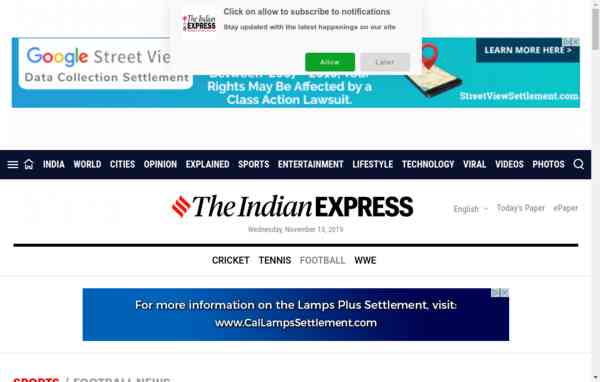 Click on allow to subscribe to notifications
The Indian
EXPRESS
Stay updated with the latest happenings on our site
Allow
Later
Google Street Vi
Data Collection Settlement
Rights May Be Affected by a
Class Action Lawsuit.
LEARN MORE HERE
StreetViewSettlement.com
INDIA WORLD CITIES OPINION EXPLAINED SPORTS ENTERTAINMENT LIFESTYLE TECHNOLOGY VIRAL VIDEOS PHOTOS
The Indian EXPRESS
English Today's Paper ePaper
Wednesday, November 13, 2019
CRICKET TENNIS FOOTBALL WWE
For more information on the Lamps Plus Settlement, visit:
www.CalLampsSettlement.com
SPORTS / FOOTBALL NEWS